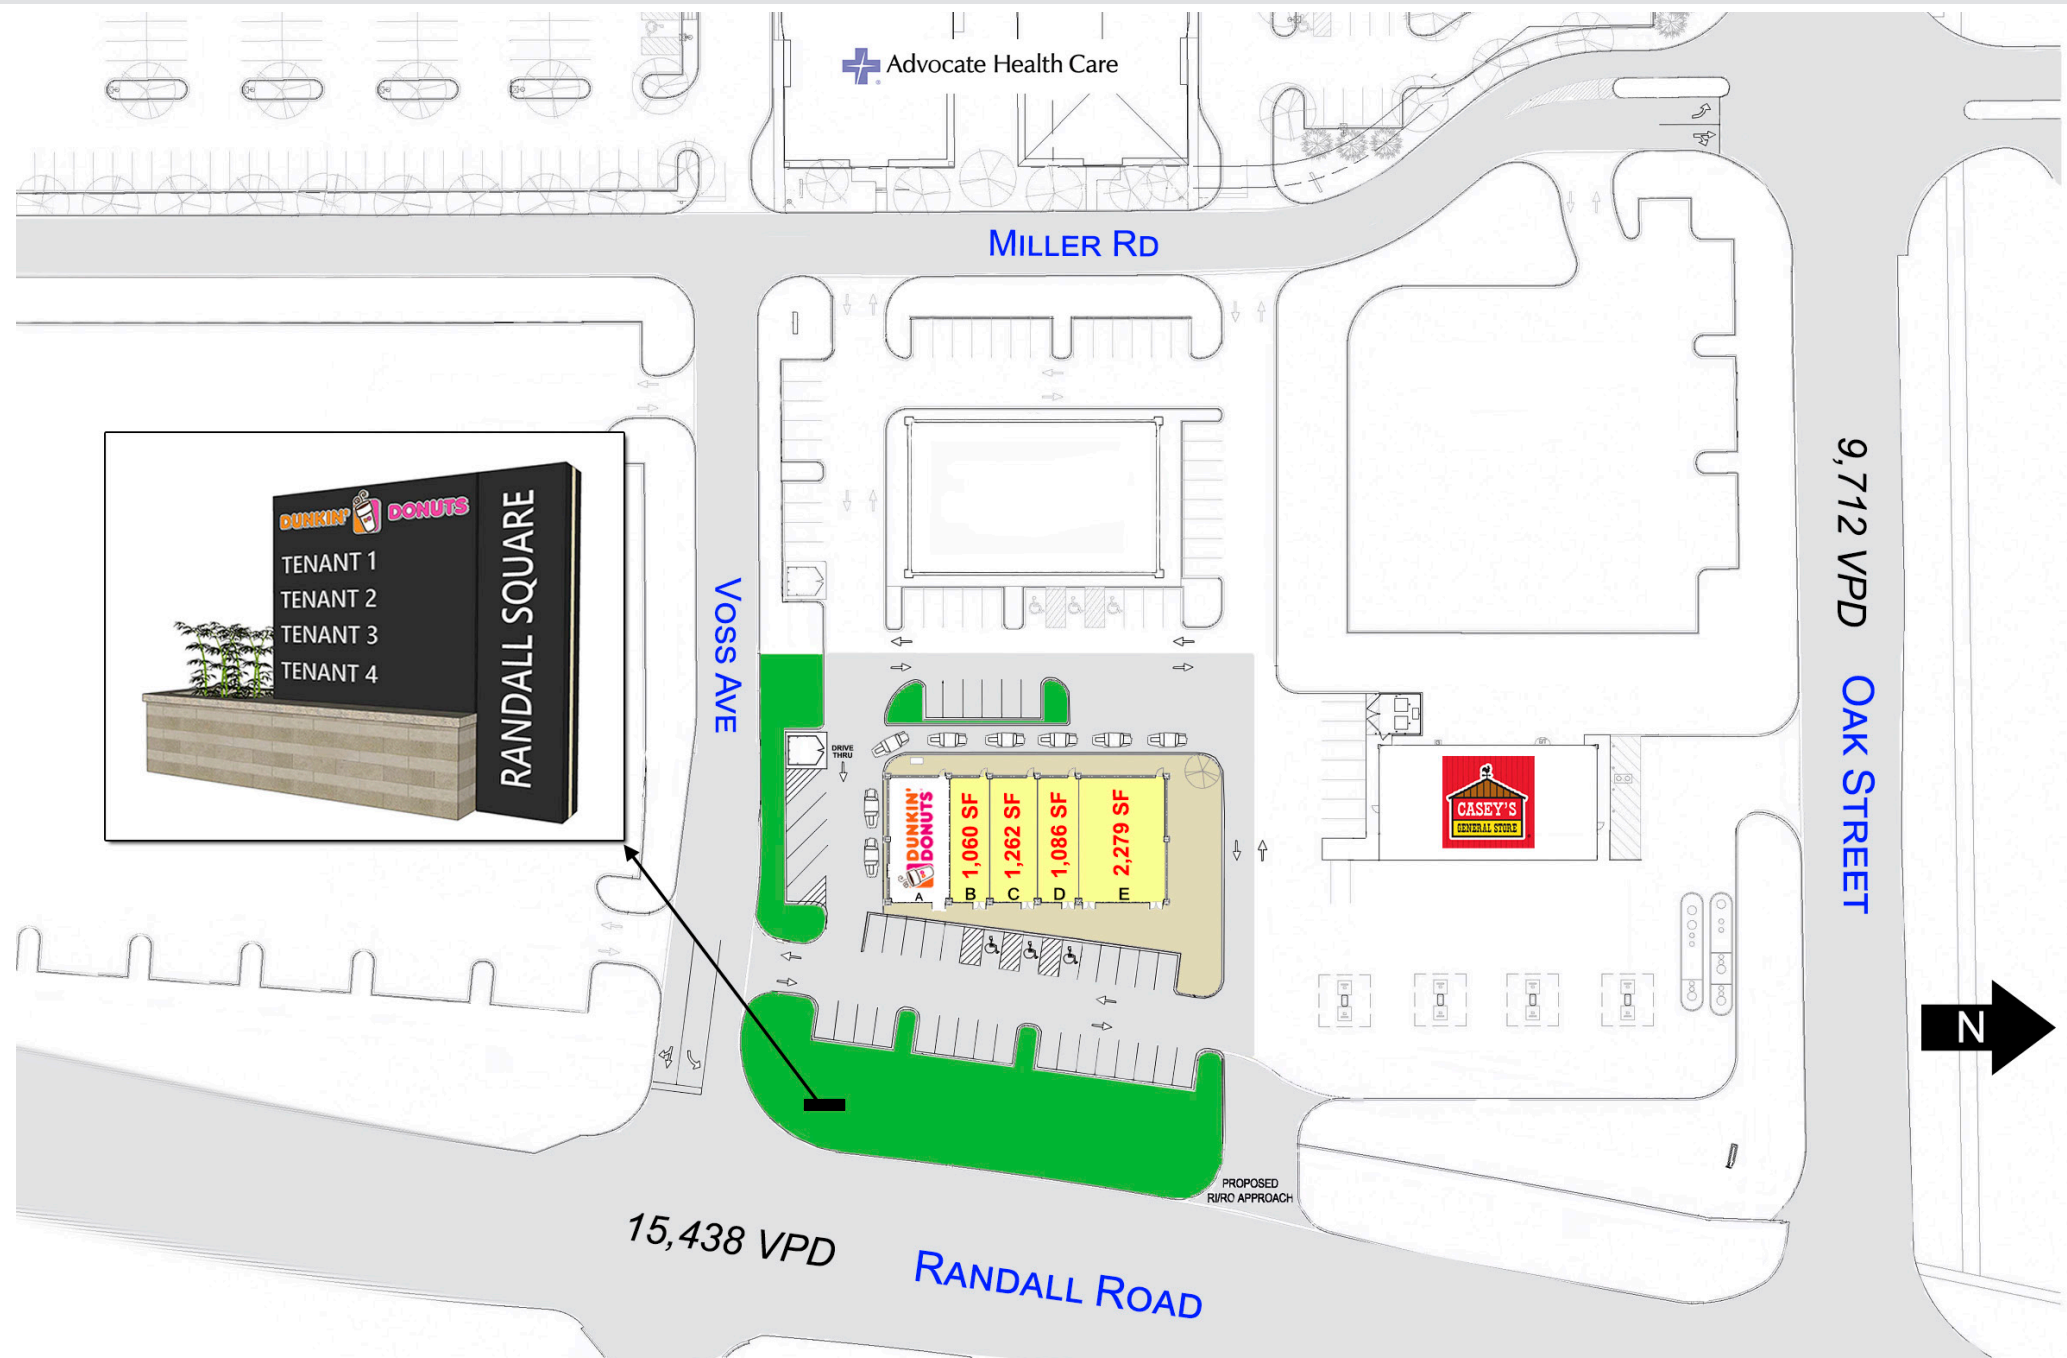 Advocate Health Care
MILLER RD
DUNKIN' DONUTS
TENANT 1
TENANT 2
TENANT 3
TENANT 4
RANDALL SQUARE
VOSS AVE
9,712 VPD
OAK STREET
DRIVE
THRU
DUNKIN'
DONUTS
1,060 SF
1,262 SF
1,086 SF
2,279 SF
A
B
C
D
E
CASEY'S
GENERAL STORE
N
PROPOSED
RI/RO APPROACH
15,438 VPD
RANDALL ROAD